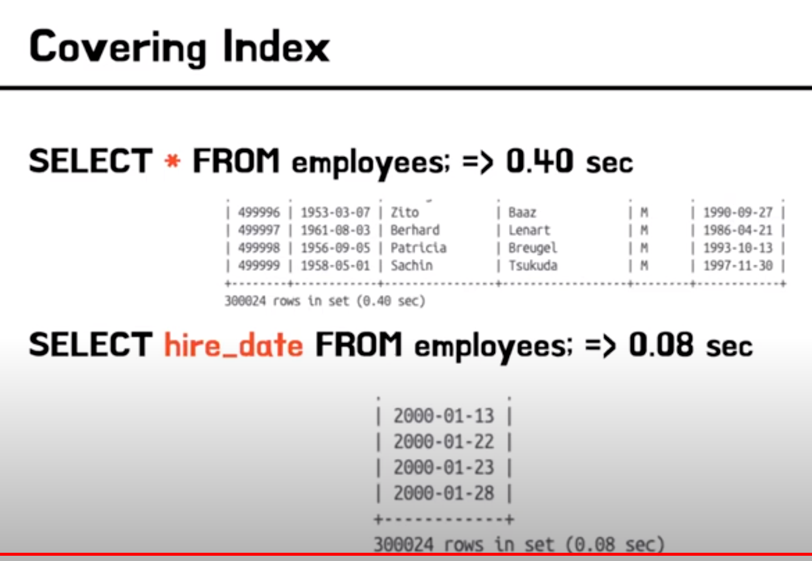 Covering Index
SELECT * FROM employees; => 0.40 sec
| 499996 | 1953-03-07 | Zito | Baaz | M | 1990-09-27 |
| 499997 | 1961-08-03 | Berhard | Lenart | M | 1986-04-21 |
| 499998 | 1956-09-05 | Patricia | Breugel | M | 1993-10-13 |
| 499999 | 1958-05-01 | Sachin | Tsukuda | M | 1997-11-30 |
+--------+------------+-----------------+-----------------+--------+------------+
300024 rows in set (0.40 sec)
SELECT hire_date FROM employees; => 0.08 sec
| 2000-01-13 |
| 2000-01-22 |
| 2000-01-23 |
| 2000-01-28 |
+------------+
300024 rows in set (0.08 sec)